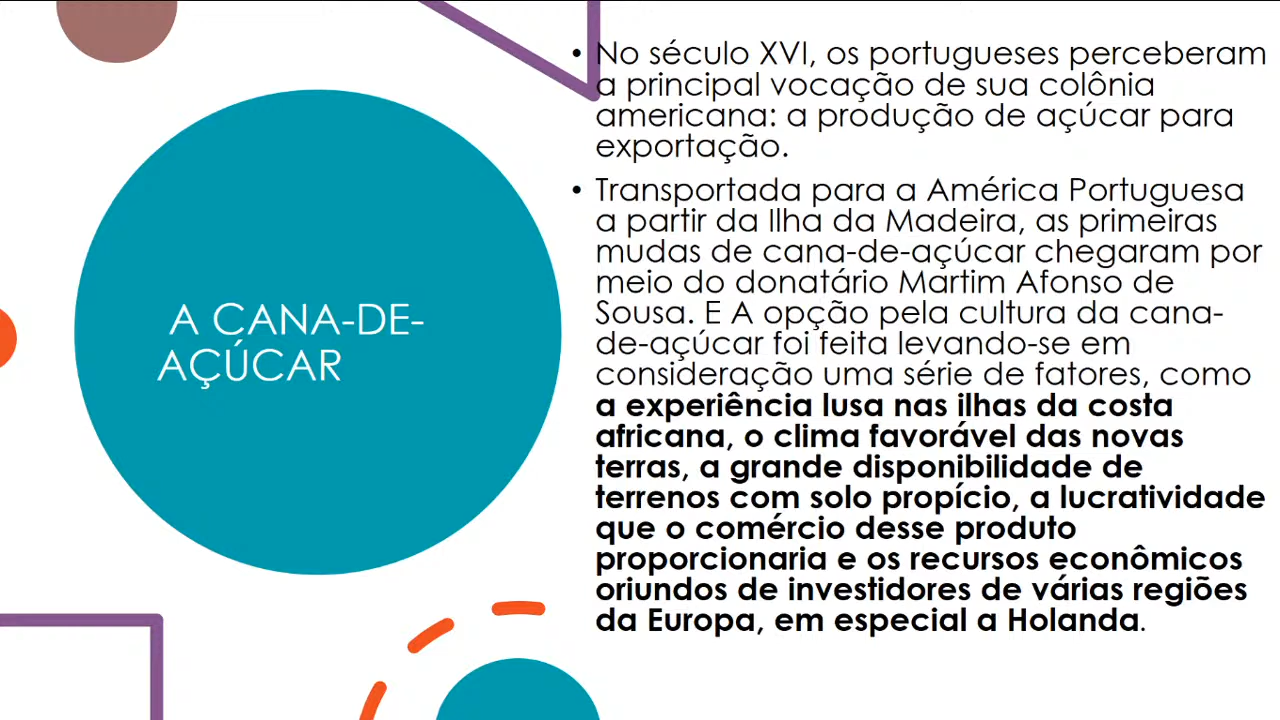 A CANA-DE-
AÇÚCAR
• No século XVI, os portugueses perceberam
a principal vocação de sua colônia
americana: a produção de açúcar para
exportação.
• Transportada para a América Portuguesa
a partir da Ilha da Madeira, as primeiras
mudas de cana-de-açúcar chegaram por
meio do donatário Martim Afonso de
Sousa. E A opção pela cultura da cana-
de-açúcar foi feita levando-se em
consideração uma série de fatores, como
a experiência lusa nas ilhas da costa
africana, o clima favorável das novas
terras, a grande disponibilidade de
terrenos com solo propício, a lucratividade
que o comércio desse produto
proporcionaria e os recursos econômicos
oriundos de investidores de várias regiões
da Europa, em especial a Holanda.